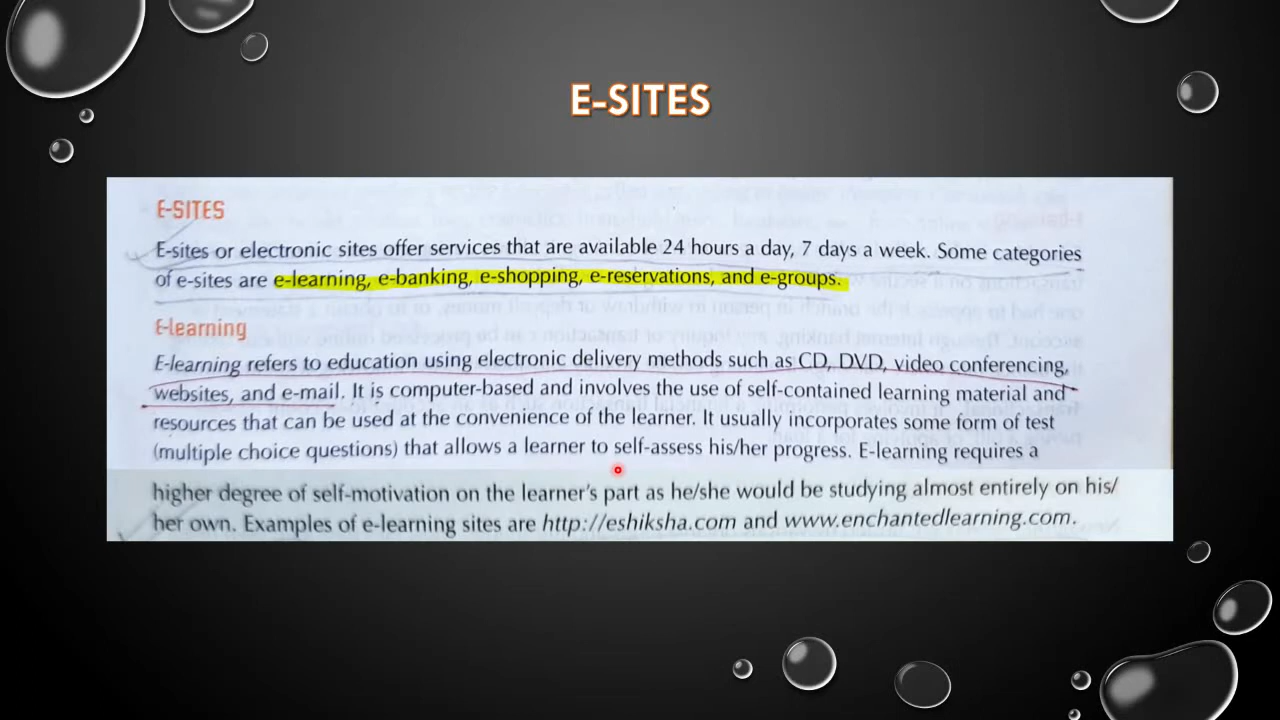 E-SITES
E-SITES
E-sites or electronic sites offer services that are available 24 hours a day, 7 days a week. Some categories
of e-sites are e-learning, e-banking, e-shopping, e-reservations, and e-groups.
E-learning
E-learning refers to education using electronic delivery methods such as CD, DVD, video conferencing,
websites, and e-mail. It is computer-based and involves the use of self-contained learning material and
resources that can be used at the convenience of the learner. It usually incorporates some form of test
(multiple choice questions) that allows a learner to self-assess his/her progress. E-learning requires a
higher degree of self-motivation on the learner's part as he/she would be studying almost entirely on his/
her own. Examples of e-learning sites are http://eshiksha.com and www.enchantedlearning.com.